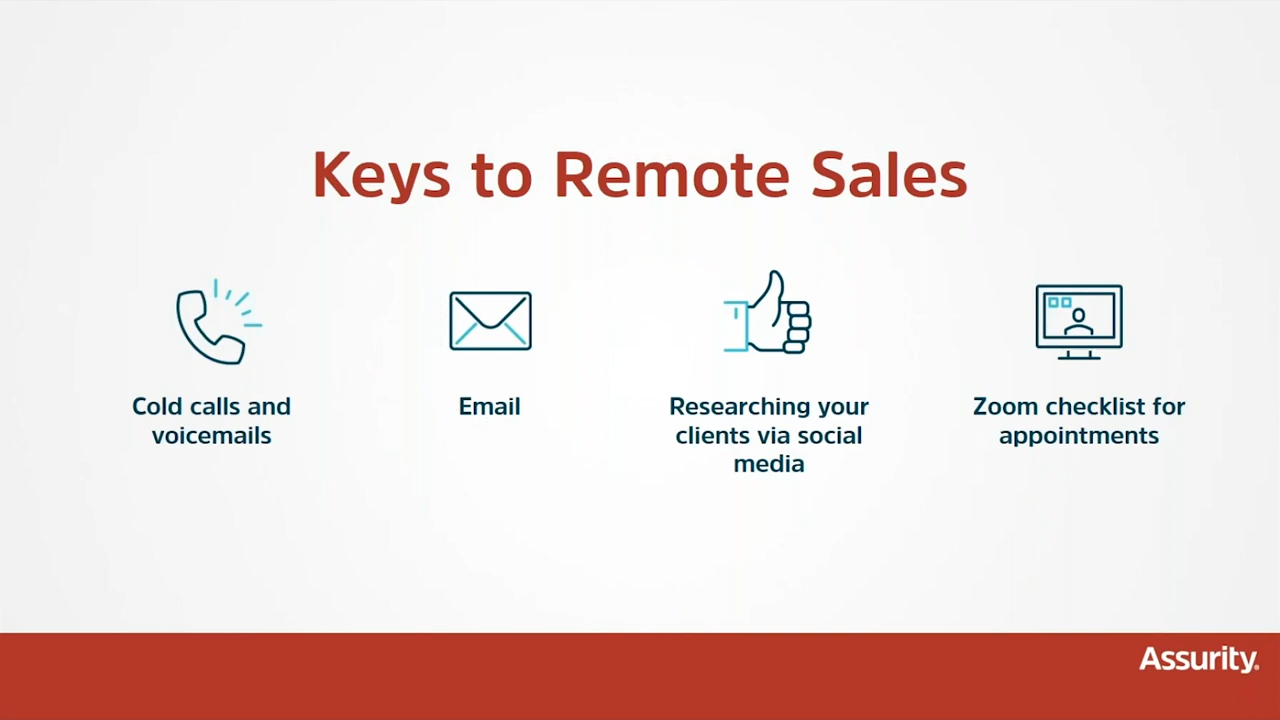 Keys to Remote Sales
Cold calls and
voicemails
Email
Researching your
clients via social
media
Zoom checklist for
appointments
Assurity®